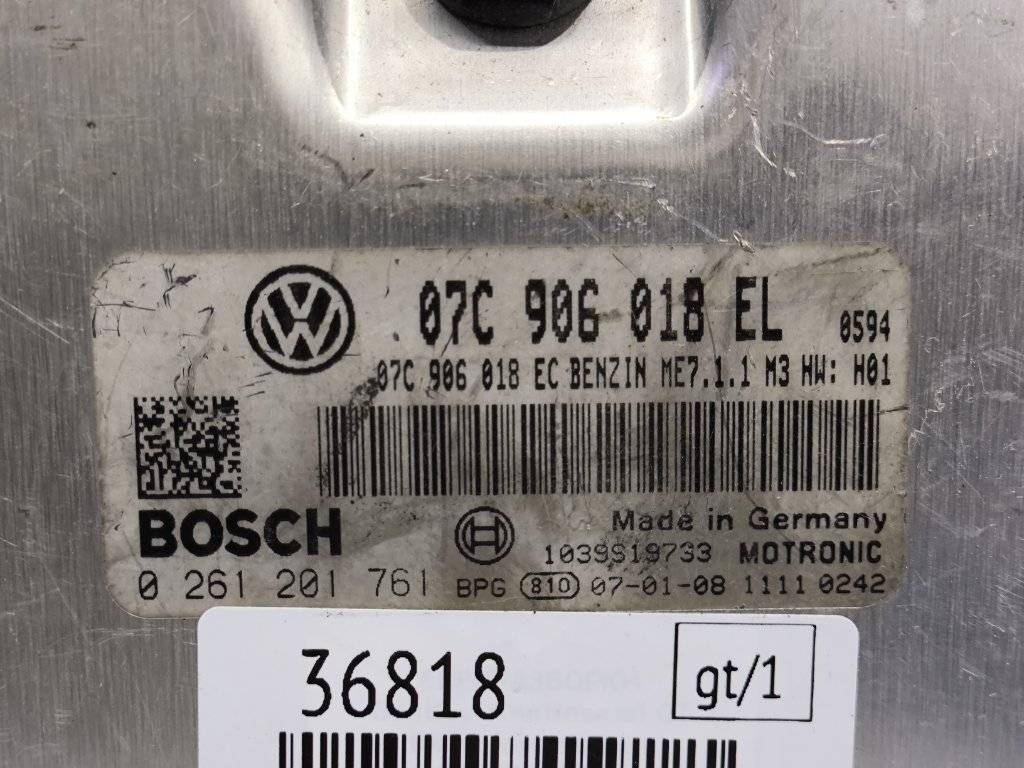 07C 906 018 EL 0594
07C 906 018 EC BENZIN ME7.1.1 M3 HW: H01
BOSCH Made in Germany
1039S19733 MOTRONIC
0 261 201 761 BPG 810 07-01-08 1111 0242
36818 gt/1